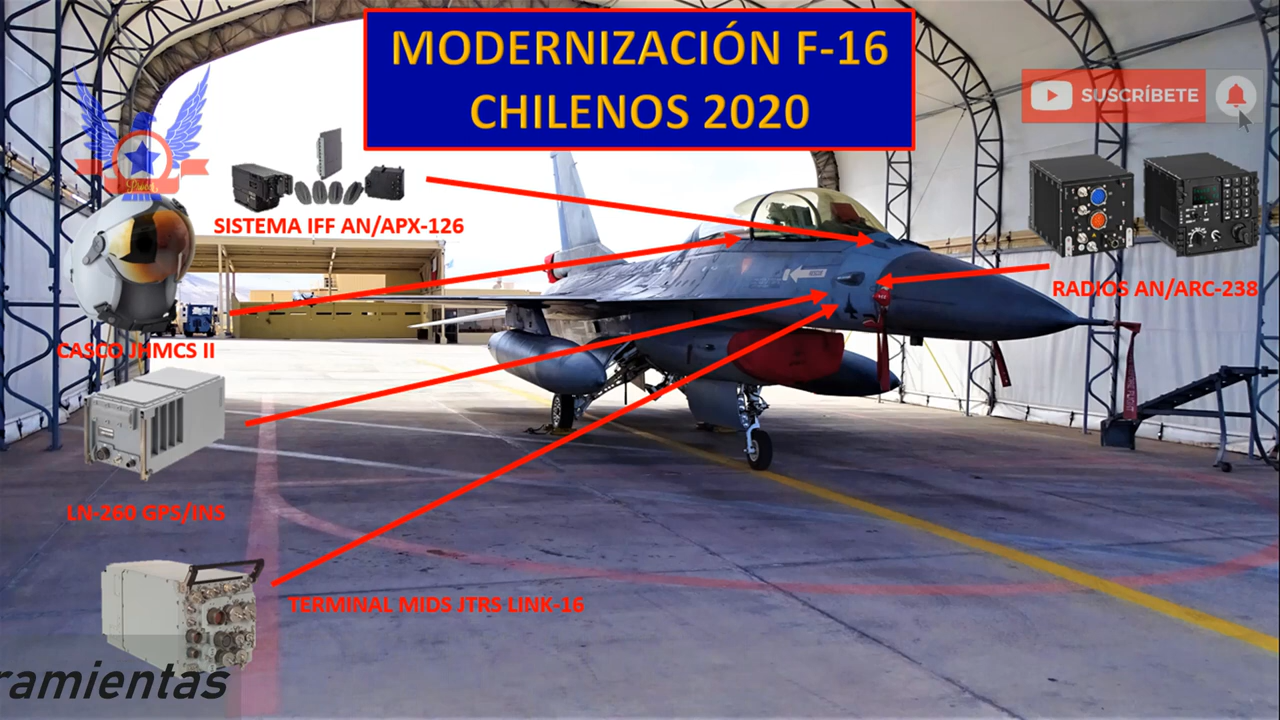 MODERNIZACIÓN F-16
CHILENOS 2020
SUSCRÍBETE
SISTEMA IFF AN/APX-126
RADIOS AN/ARC-238
CASCO JHMCS II
LN-260 GPS/INS
TERMINAL MIDS JTRS LINK-16
ramientas